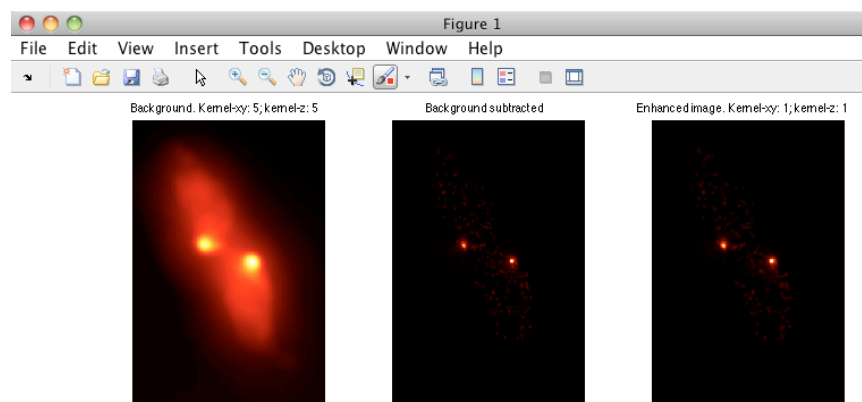 Figure 1
File Edit View Insert Tools Desktop Window Help
Background. Kernel-xy: 5; kernel-z: 5
Background subtracted
Enhanced image. Kernel-xy: 1; kernel-z: 1